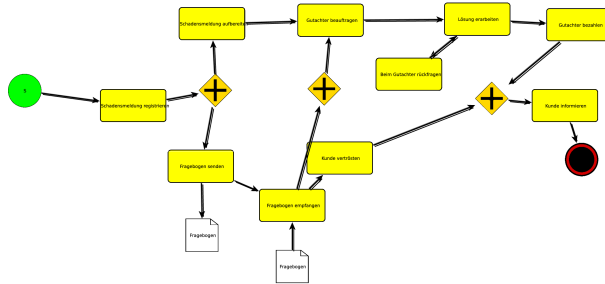 Schadensmeldung aufbereite
Gutachter beauftragen
Lösung erarbeiten
Gutachter bezahlen
Beim Gutachter rückfragen
S
Schadensmeldung registrieren
Kunde informieren
Fragebogen senden
Kunde vertrösten
Fragebogen empfangen
Fragebogen
Fragebogen